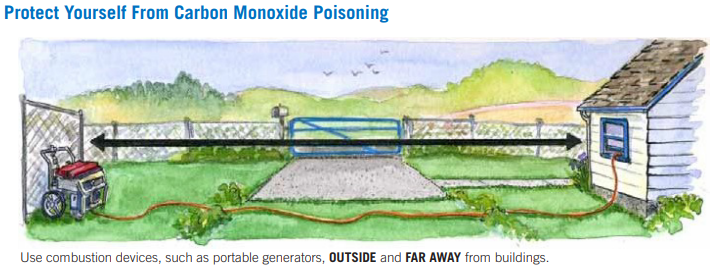 Protect Yourself From Carbon Monoxide Poisoning
Use combustion devices, such as portable generators, OUTSIDE and FAR AWAY from buildings.